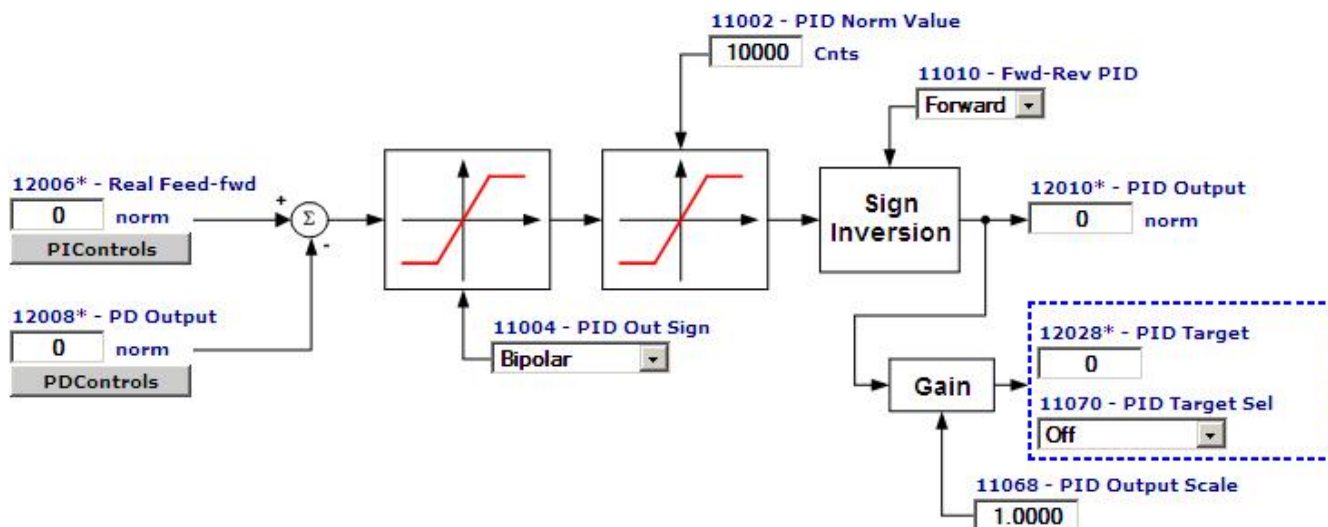 11002 - PID Norm Value
10000 Cnts
11010 - Fwd-Rev PID
Forward
12006* - Real Feed-fwd
0 norm
PIControls
+
Σ
-
Sign
Inversion
12010* - PID Output
0 norm
12008* - PD Output
0 norm
PDControls
11004 - PID Out Sign
Bipolar
Gain
12028* - PID Target
0
11070 - PID Target Sel
Off
11068 - PID Output Scale
1.0000